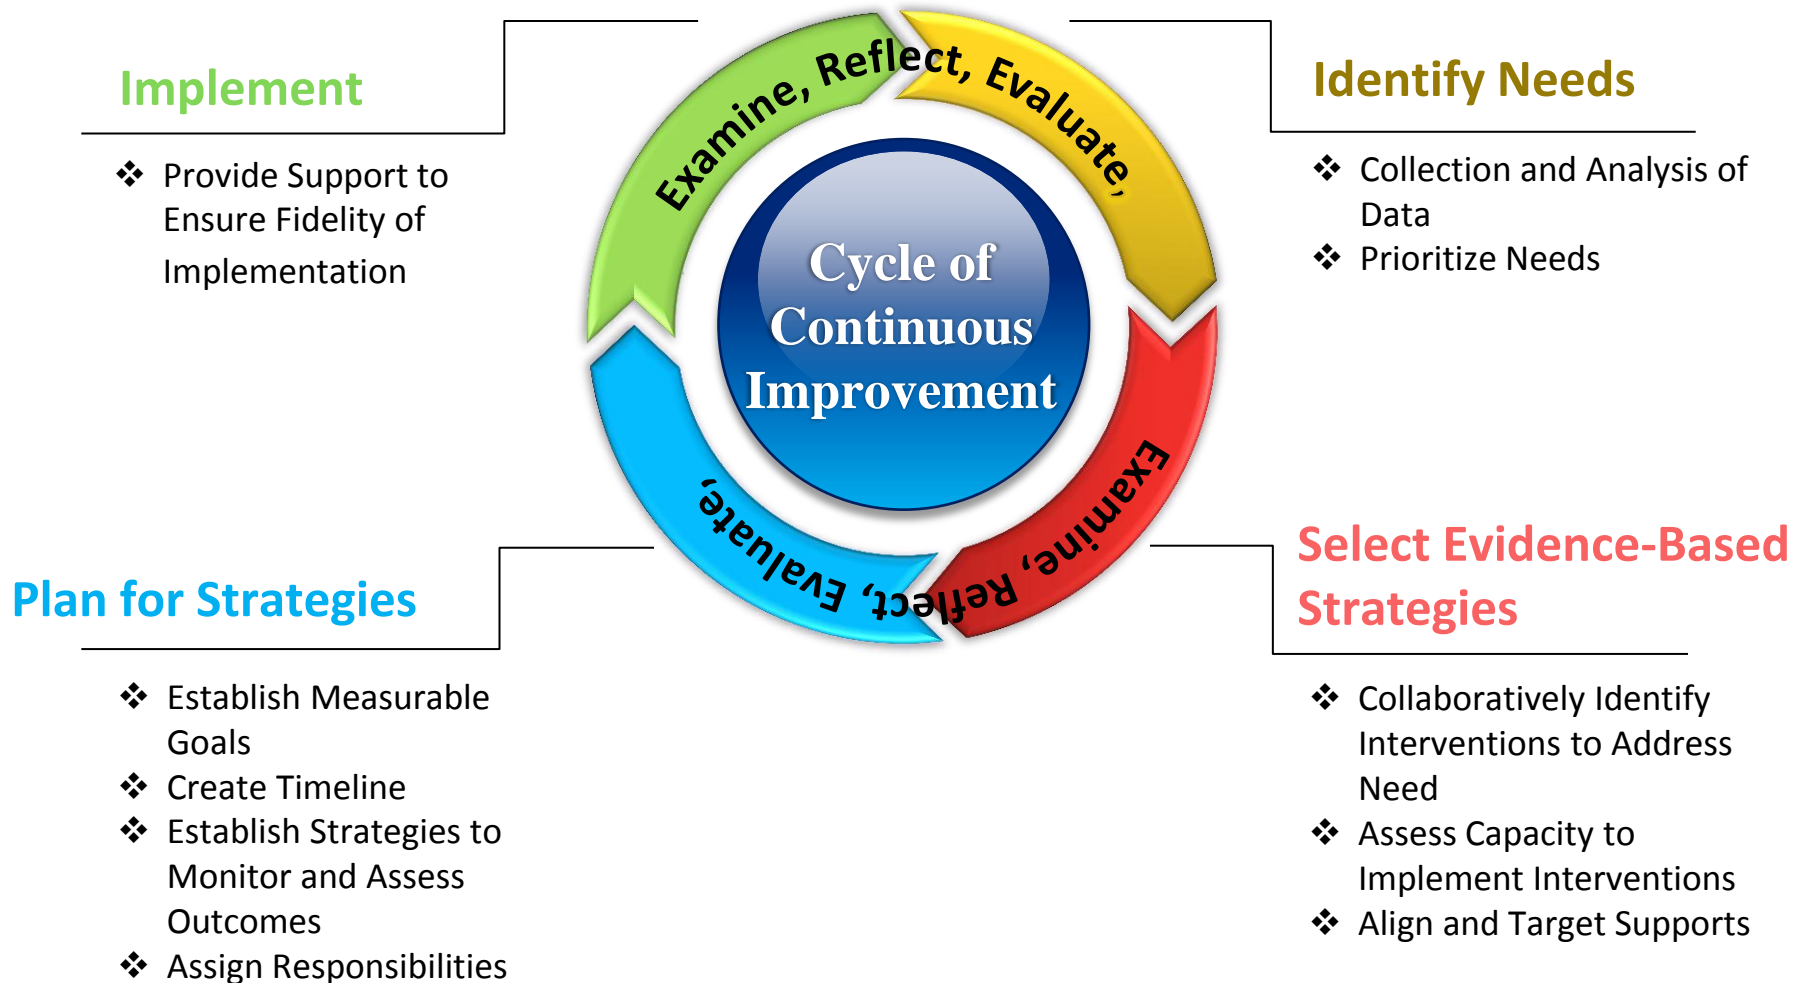 Implement
❖ Provide Support to
Ensure Fidelity of
Implementation
Examine, Reflect, Evaluate,
Identify Needs
❖ Collection and Analysis of
Data
❖ Prioritize Needs
Cycle of
Continuous
Improvement
Examine, Reflect, Evaluate,
Select Evidence-Based
Strategies
❖ Collaboratively Identify
Interventions to Address
Need
❖ Assess Capacity to
Implement Interventions
❖ Align and Target Supports
Plan for Strategies
❖ Establish Measurable
Goals
❖ Create Timeline
❖ Establish Strategies to
Monitor and Assess
Outcomes
❖ Assign Responsibilities